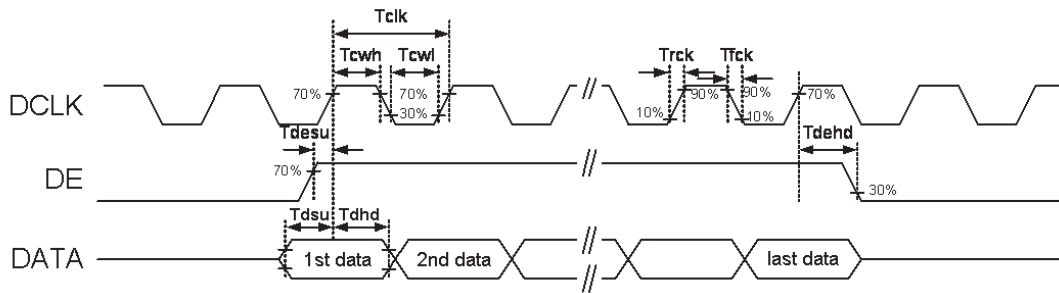 Tclk
Tcwh Tcwl Trck Tfck
DCLK 70% 70% 30% 10% 90% 90% 10% 70%
Tdesu Tdehd
DE 70% 30%
Tdsu Tdhd
DATA 1st data 2nd data last data